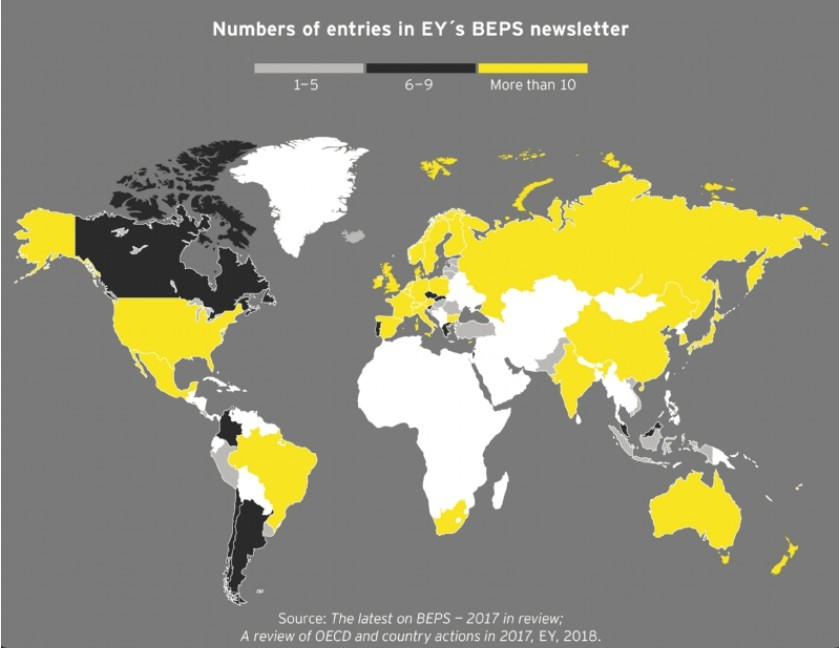 Numbers of entries in EY´s BEPS newsletter
1–5
6–9
More than 10
Source: The latest on BEPS – 2017 in review;
A review of OECD and country actions in 2017, EY, 2018.